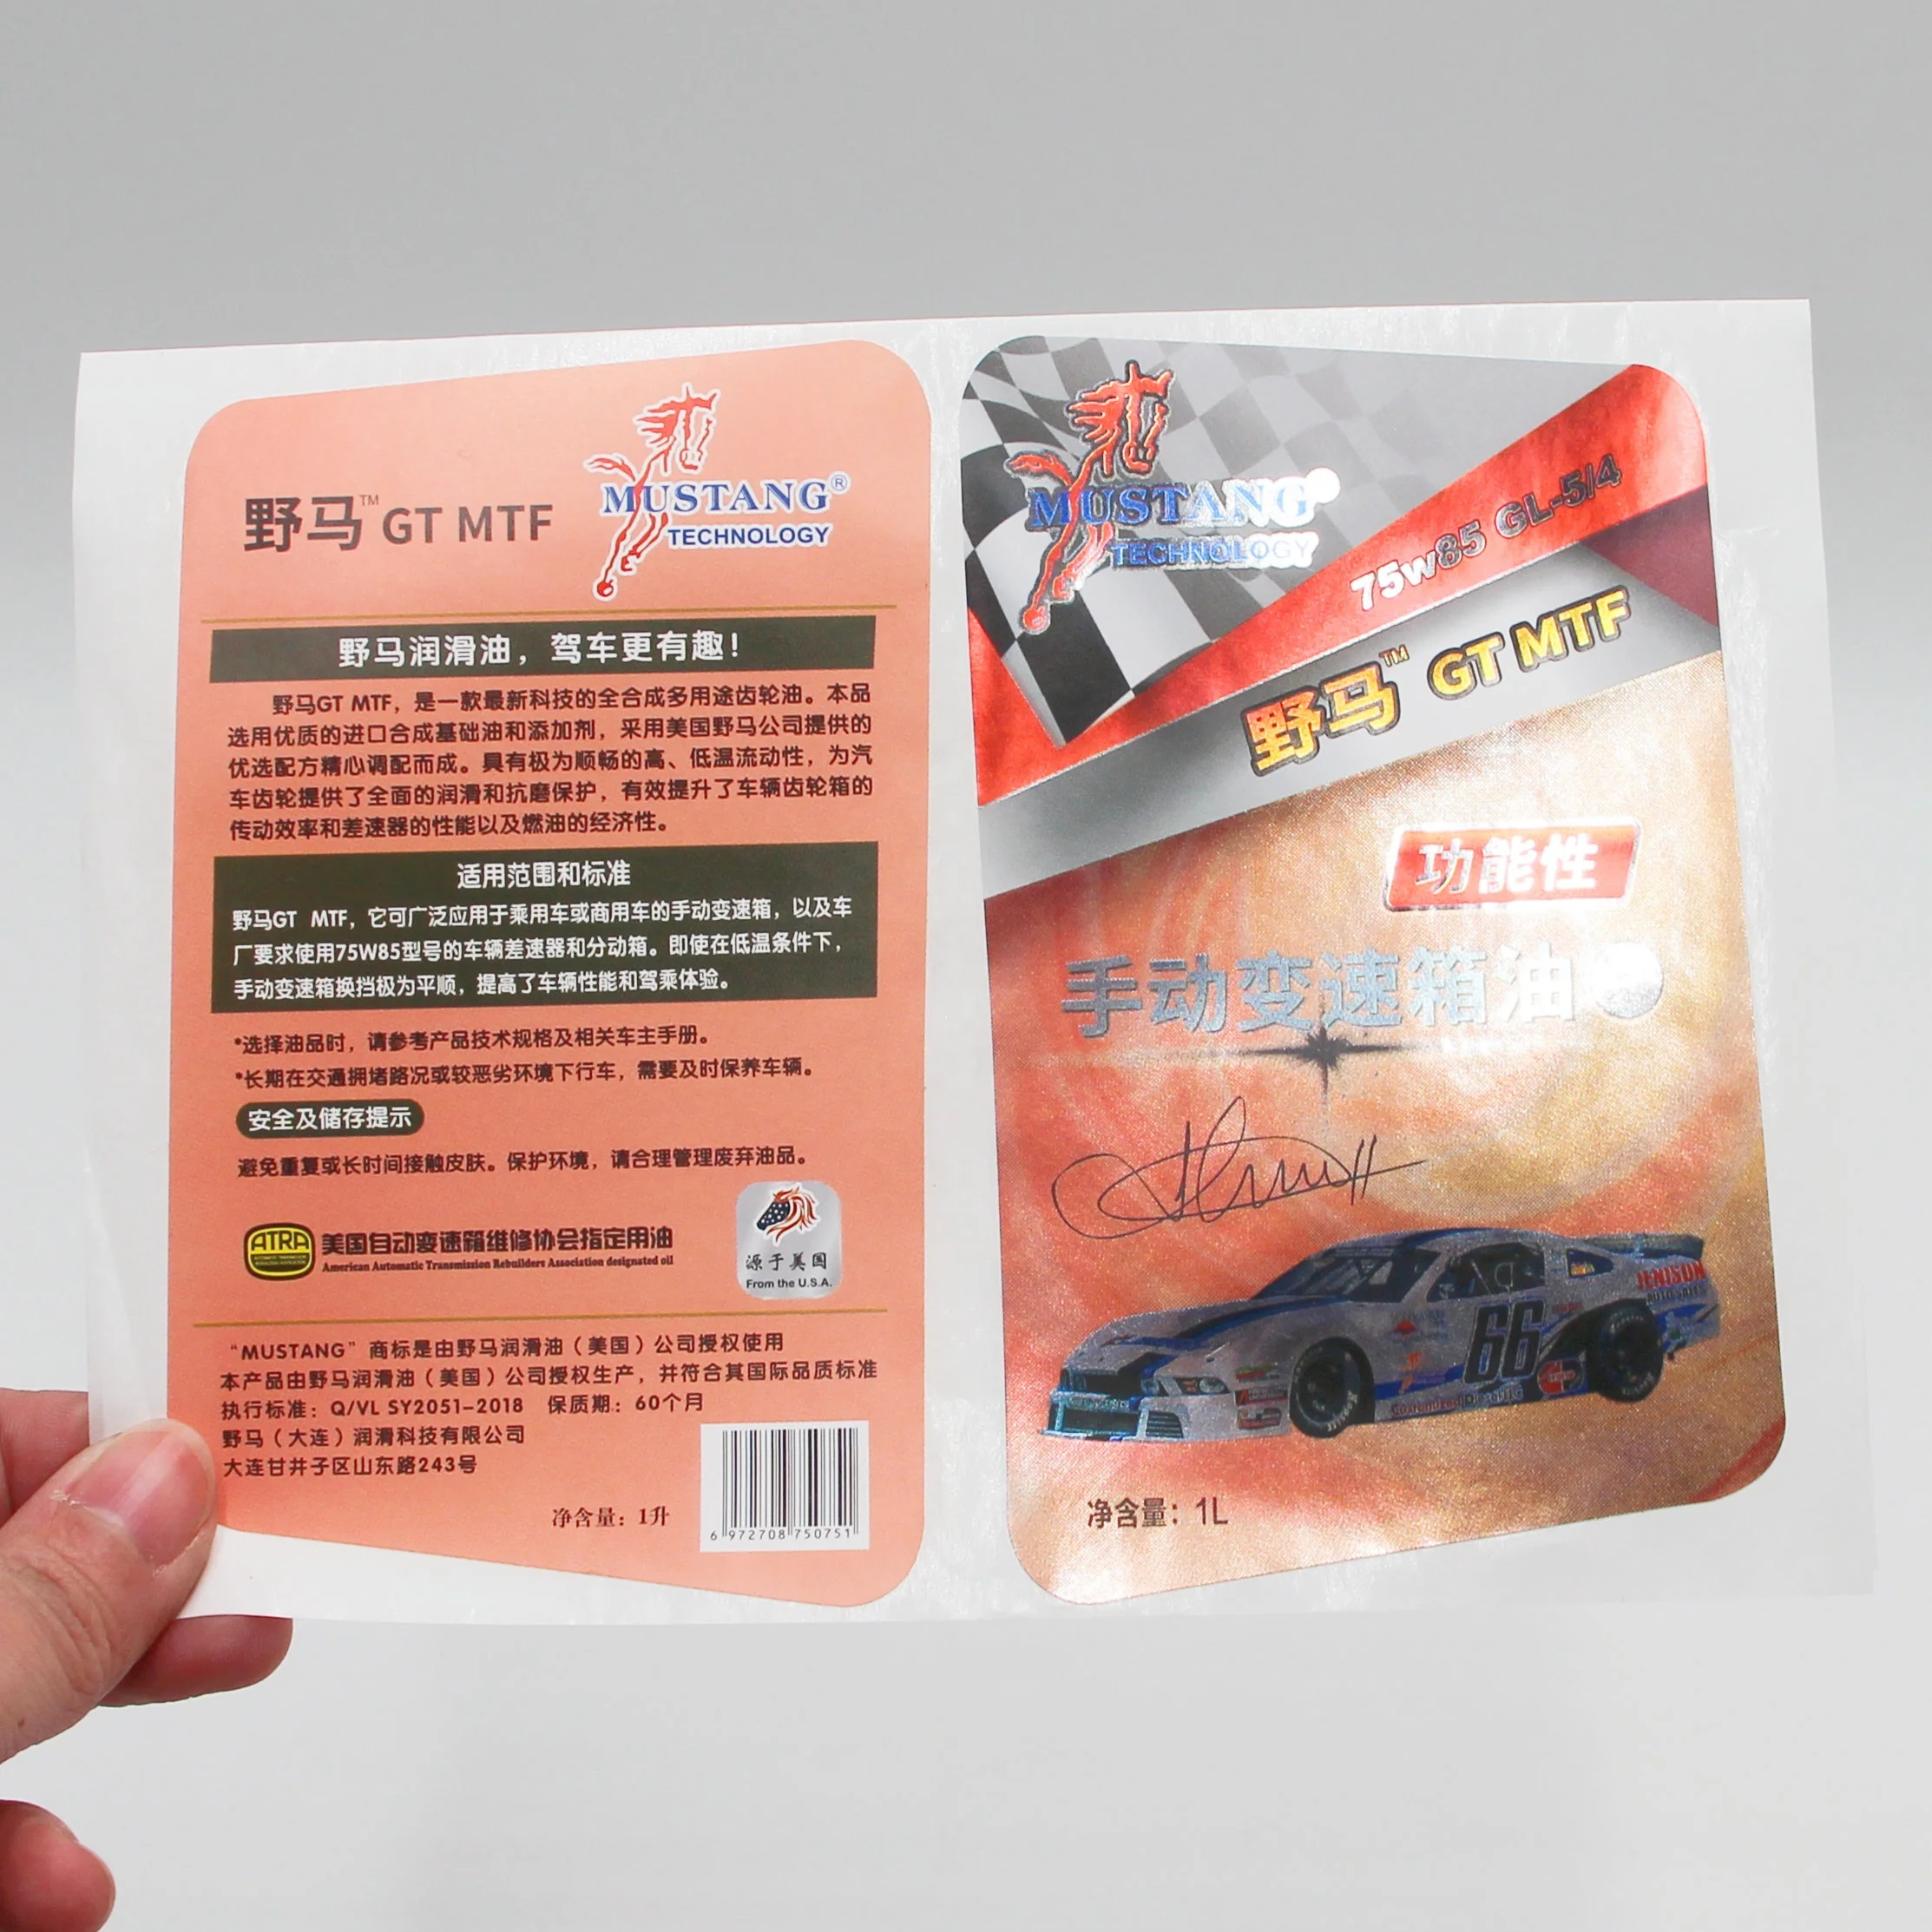 野马™ GT MTF
MUSTANG®
TECHNOLOGY
野马润滑油，驾车更有趣！
野马GT MTF，是一款最新科技的全合成多用途齿轮油。本品
选用优质的进口合成基础油和添加剂，采用美国野马公司提供的
优选配方精心调配而成。具有极为顺畅的高、低温流动性，为汽
车齿轮提供了全面的润滑和抗磨保护，有效提升了车辆齿轮箱的
传动效率和差速器的性能以及燃油的经济性。
适用范围和标准
野马GT MTF，它可广泛应用于乘用车或商用车的手动变速箱，以及车
厂要求使用75W85型号的车辆差速器和分动箱。即使在低温条件下，
手动变速箱换挡极为平顺，提高了车辆性能和驾乘体验。
*选择油品时，请参考产品技术规格及相关车主手册。
*长期在交通拥堵路况或较恶劣环境下行车，需要及时保养车辆。
安全及储存提示
避免重复或长时间接触皮肤。保护环境，请合理管理废弃油品。
ATRA
美国自动变速箱维修协会指定用油
American Automatic Transmission Rebuilders Association designated oil
源于美国
From the U.S.A.
“MUSTANG”商标是由野马润滑油（美国）公司授权使用
本产品由野马润滑油（美国）公司授权生产，并符合其国际品质标准
执行标准：Q/VL SY2051-2018 保质期：60个月
野马（大连）润滑科技有限公司
大连甘井子区山东路243号
净含量：1升
6 972708 750751
MUSTANG
TECHNOLOGY
75w85 GL-5/4
野马™ GT MTF
功能性
手动变速箱油
66
JENISON
AUTO SALES
净含量：1L